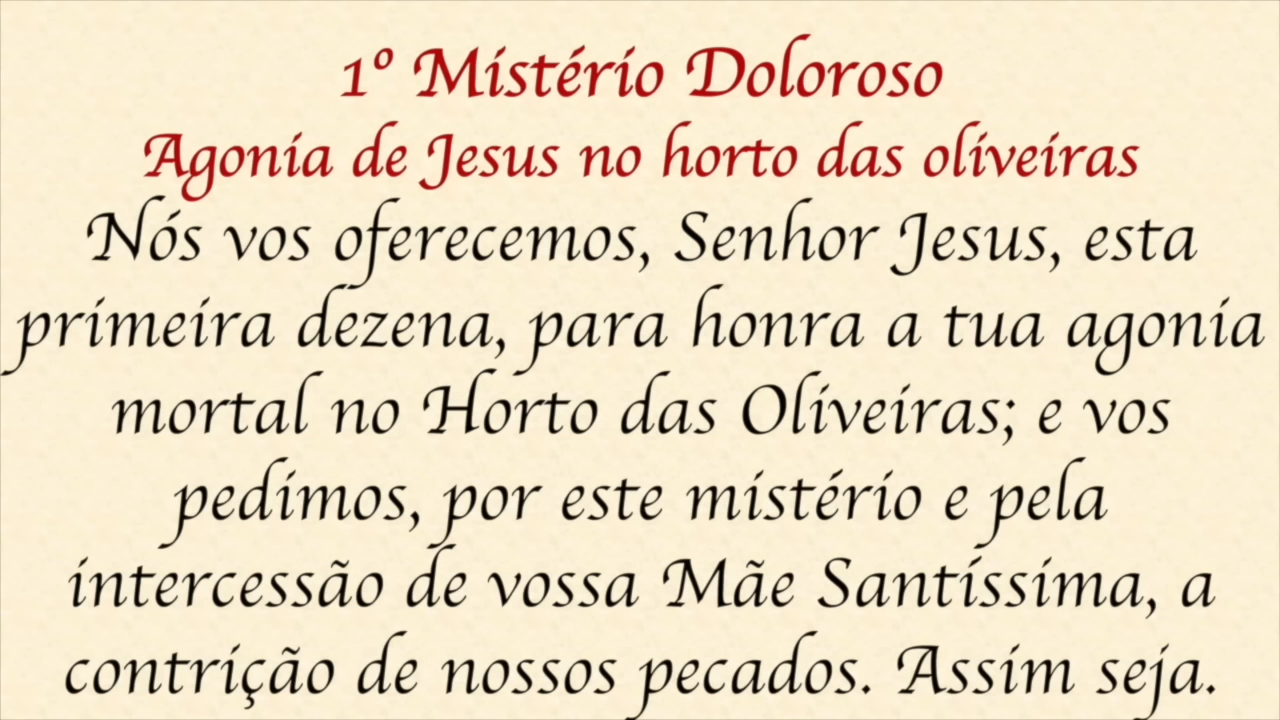 1º Mistério Doloroso
Agonia de Jesus no horto das oliveiras
Nós vos oferecemos, Senhor Jesus, esta
primeira dezena, para honra a tua agonia
mortal no Horto das Oliveiras; e vos
pedimos, por este mistério e pela
intercessão de vossa Mãe Santíssima, a
contrição de nossos pecados. Assim seja.